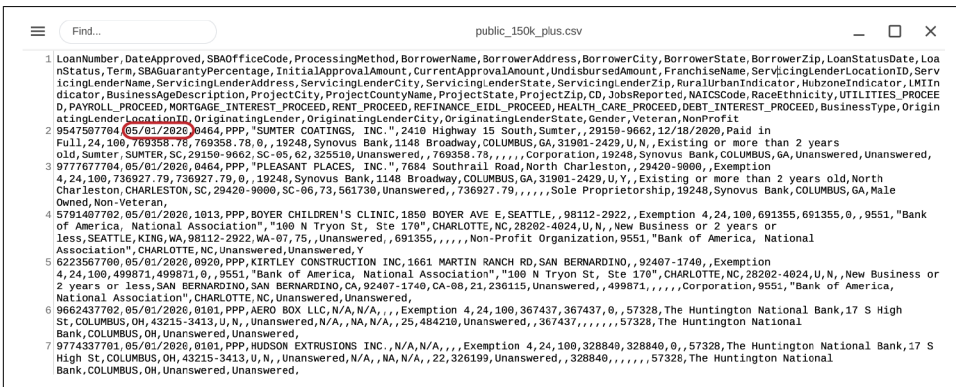 Find...
public_150k_plus.csv
1 LoanNumber,DateApproved,SBAOfficeCode,ProcessingMethod,BorrowerName,BorrowerAddress,BorrowerCity,BorrowerState,BorrowerZip,LoanStatusDate,Loa
nStatus,Term,SBAGuarantyPercentage,InitialApprovalAmount,CurrentApprovalAmount,UndisbursedAmount,FranchiseName,ServicingLenderLocationID,Serv
icingLenderName,ServicingLenderAddress,ServicingLenderCity,ServicingLenderState,ServicingLenderZip,RuralUrbanIndicator,HubzoneIndicator,LMIIn
dicator,BusinessAgeDescription,ProjectCity,ProjectCountyName,ProjectState,ProjectZip,CD,JobsReported,NAICSCode,RaceEthnicity,UTILITIES_PROCEE
D,PAYROLL_PROCEED,MORTGAGE_INTEREST_PROCEED,RENT_PROCEED,REFINANCE_EIDL_PROCEED,HEALTH_CARE_PROCEED,DEBT_INTEREST_PROCEED,BusinessType,Origin
atingLenderLocationID,OriginatingLender,OriginatingLenderCity,OriginatingLenderState,Gender,Veteran,NonProfit
2 9547507704,05/01/2020,0464,PPP,"SUMTER COATINGS, INC.",2410 Highway 15 South,Sumter,,29150-9662,12/18/2020,Paid in
Full,24,100,769358.78,769358.78,0,,19248,Synovus Bank,1148 Broadway,COLUMBUS,GA,31901-2429,U,N,,Existing or more than 2 years
old,Sumter,SUMTER,SC,29150-9662,SC-05,62,325510,Unanswered,,769358.78,,,,,,Corporation,19248,Synovus Bank,COLUMBUS,GA,Unanswered,Unanswered,
3 9777677704,05/01/2020,0464,PPP,"PLEASANT PLACES, INC.",7684 Southrail Road,North Charleston,,29420-9000,,Exemption
4,24,100,736927.79,736927.79,0,,19248,Synovus Bank,1148 Broadway,COLUMBUS,GA,31901-2429,U,Y,,Existing or more than 2 years old,North
Charleston,CHARLESTON,SC,29420-9000,SC-06,73,561730,Unanswered,,736927.79,,,,,,Sole Proprietorship,19248,Synovus Bank,COLUMBUS,GA,Male
Owned,Non-Veteran,
4 5791407702,05/01/2020,1013,PPP,BOYER CHILDREN'S CLINIC,1850 BOYER AVE E,SEATTLE,,98112-2922,,Exemption 4,24,100,691355,691355,0,,9551,"Bank
of America, National Association","100 N Tryon St, Ste 170",CHARLOTTE,NC,28202-4024,U,N,,New Business or 2 years or
less,SEATTLE,KING,WA,98112-2922,WA-07,75,,Unanswered,,691355,,,,,,Non-Profit Organization,9551,"Bank of America, National
Association",CHARLOTTE,NC,Unanswered,Unanswered,Y
5 6223567700,05/01/2020,0920,PPP,KIRTLEY CONSTRUCTION INC,1661 MARTIN RANCH RD,SAN BERNARDINO,,92407-1740,,Exemption
4,24,100,499871,499871,0,,9551,"Bank of America, National Association","100 N Tryon St, Ste 170",CHARLOTTE,NC,28202-4024,U,N,,New Business or
2 years or less,SAN BERNARDINO,SAN BERNARDINO,CA,92407-1740,CA-08,21,236115,Unanswered,,499871,,,,,,Corporation,9551,"Bank of America,
National Association",CHARLOTTE,NC,Unanswered,Unanswered,
6 9662437702,05/01/2020,0101,PPP,AERO BOX LLC,N/A,N/A,,,,Exemption 4,24,100,367437,367437,0,,57328,The Huntington National Bank,17 S High
St,COLUMBUS,OH,43215-3413,U,N,,Unanswered,N/A,,NA,N/A,,25,484210,Unanswered,,367437,,,,,,,57328,The Huntington National
Bank,COLUMBUS,OH,Unanswered,Unanswered,
7 9774337701,05/01/2020,0101,PPP,HUDSON EXTRUSIONS INC.,N/A,N/A,,,,Exemption 4,24,100,328840,328840,0,,57328,The Huntington National Bank,17 S
High St,COLUMBUS,OH,43215-3413,U,N,,Unanswered,N/A,,NA,N/A,,22,326199,Unanswered,,328840,,,,,,,57328,The Huntington National
Bank,COLUMBUS,OH,Unanswered,Unanswered,